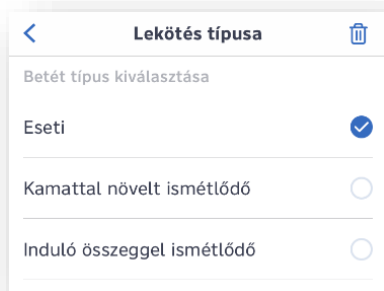 Lekötés típusa
Betét típus kiválasztása
Eseti
Kamattal növelt ismétlődő
Induló összeggel ismétlődő